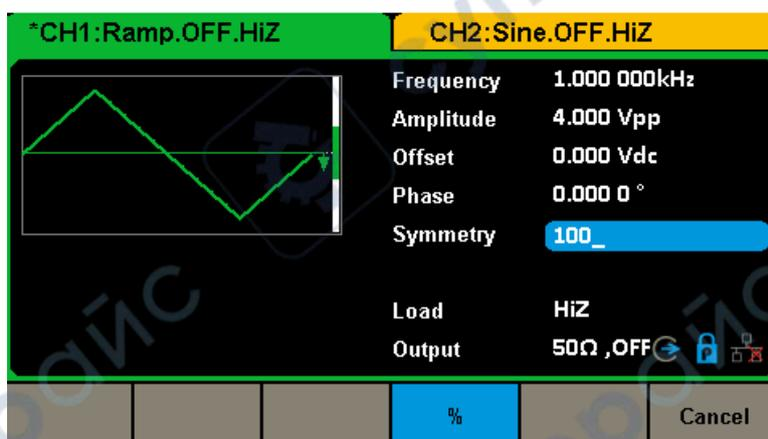 *CH1:Ramp.OFF.HiZ CH2:Sine.OFF.HiZ
Frequency 1.000 000kHz
Amplitude 4.000 Vpp
Offset 0.000 Vdc
Phase 0.000 0 °
Symmetry 100_
Load HiZ
Output 50Ω ,OFF
% Cancel